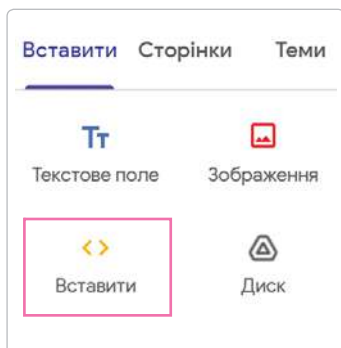 Вставити Сторінки Теми
Тт
Текстове поле Зображення
Вставити Диск